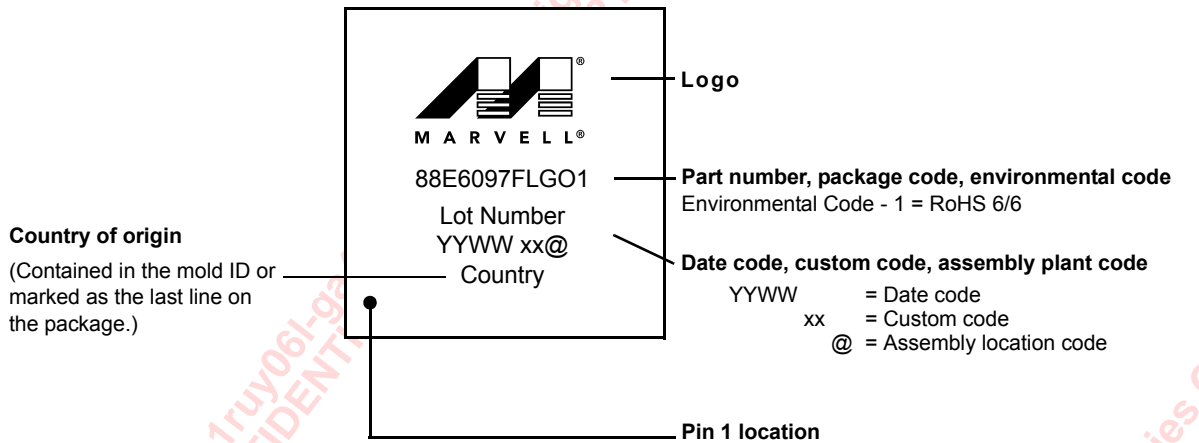 ®
MARVELL®
Logo
88E6097FLGO1
Part number, package code, environmental code
Environmental Code - 1 = RoHS 6/6
Lot Number
YYWW xx@
Country
Country of origin
(Contained in the mold ID or
marked as the last line on
the package.)
Date code, custom code, assembly plant code
YYWW = Date code
xx = Custom code
@ = Assembly location code
Pin 1 location